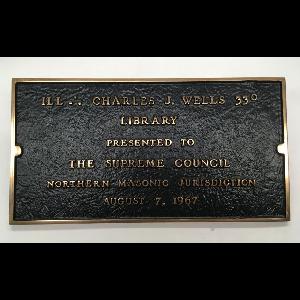 ILL∴ CHARLES J. WELLS 33°
LIBRARY
PRESENTED TO
THE SUPREME COUNCIL
NORTHERN MASONIC JURISDICTION
AUGUST 7, 1967